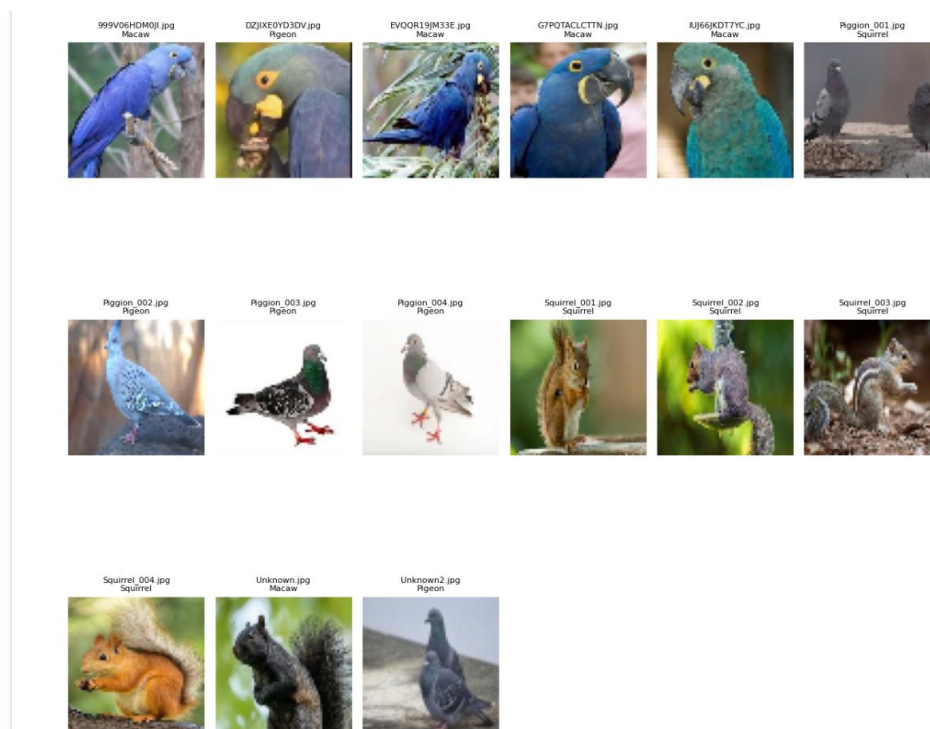 999V06HDM0JI.jpg
Macaw
DZJIXE0YD3DV.jpg
Pigeon
EVQQR19JM33E.jpg
Macaw
G7PQTACLCTTN.jpg
Macaw
IUJ66JKDT7YC.jpg
Macaw
Piggion_001.jpg
Squirrel
Piggion_002.jpg
Pigeon
Piggion_003.jpg
Pigeon
Piggion_004.jpg
Pigeon
Squirrel_001.jpg
Squirrel
Squirrel_002.jpg
Squirrel
Squirrel_003.jpg
Squirrel
Squirrel_004.jpg
Squirrel
Unknown.jpg
Macaw
Unknown2.jpg
Pigeon